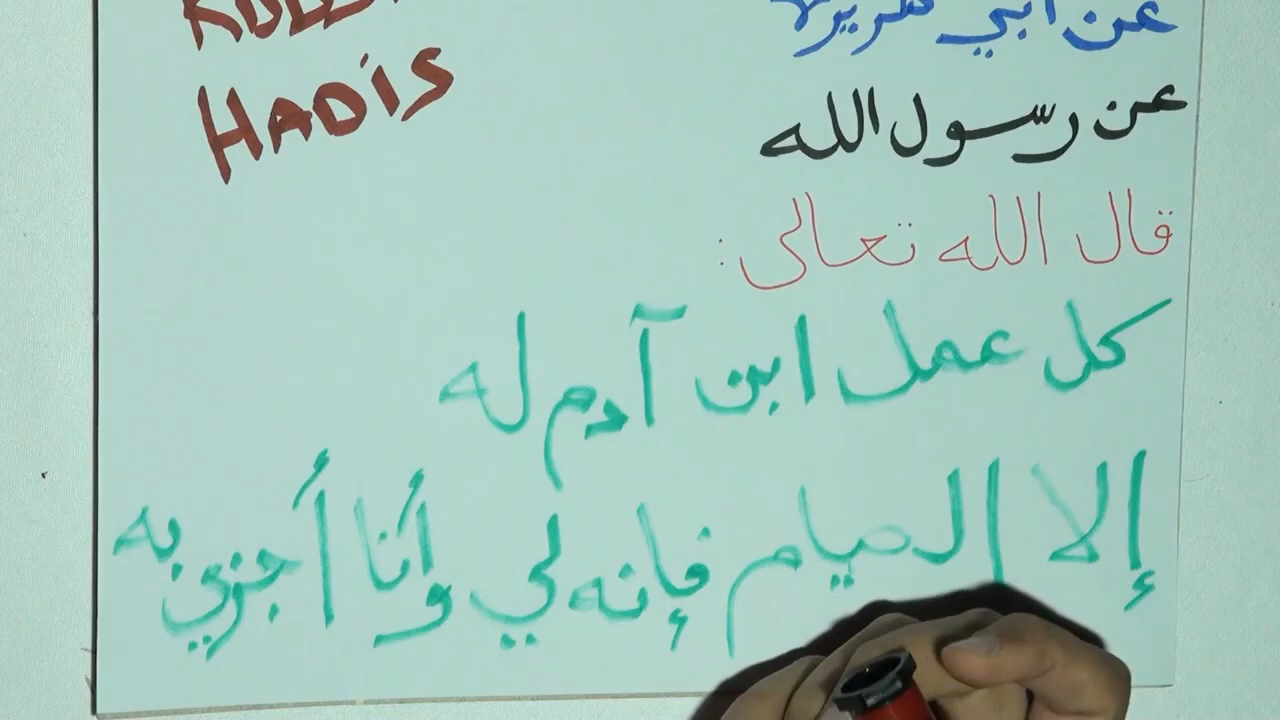 HADİS
عن أبي هريرة
عن رسول الله
قال الله تعالى:
كل عمل ابن آدم له
إلا الصيام فإنه لي وأنا أجزي به